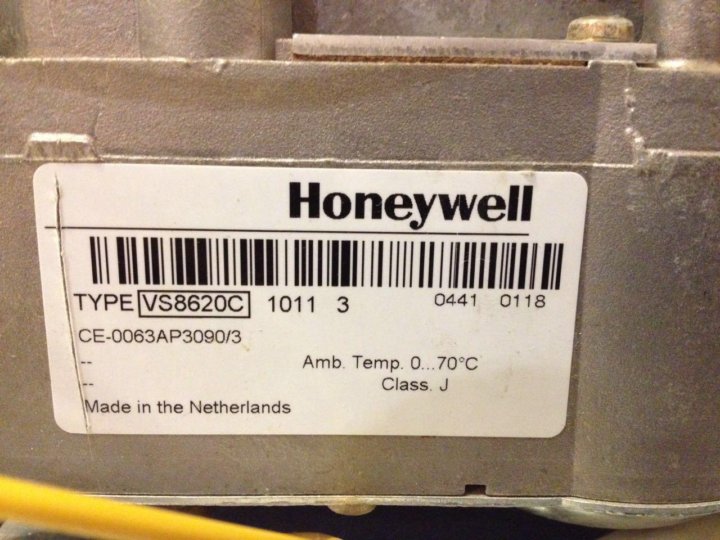 Honeywell
TYPE VS8620C 1011 3 0441 0118
CE-0063AP3090/3
--
Amb. Temp. 0...70°C
--
Class. J
Made in the Netherlands